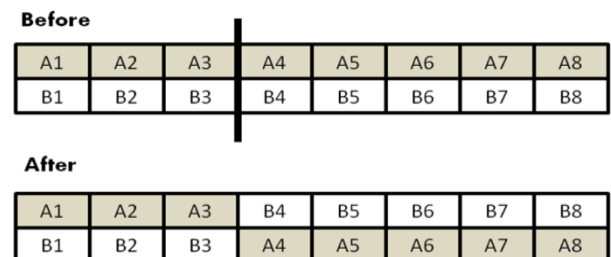 Before
A1 A2 A3 A4 A5 A6 A7 A8
B1 B2 B3 B4 B5 B6 B7 B8
After
A1 A2 A3 B4 B5 B6 B7 B8
B1 B2 B3 A4 A5 A6 A7 A8